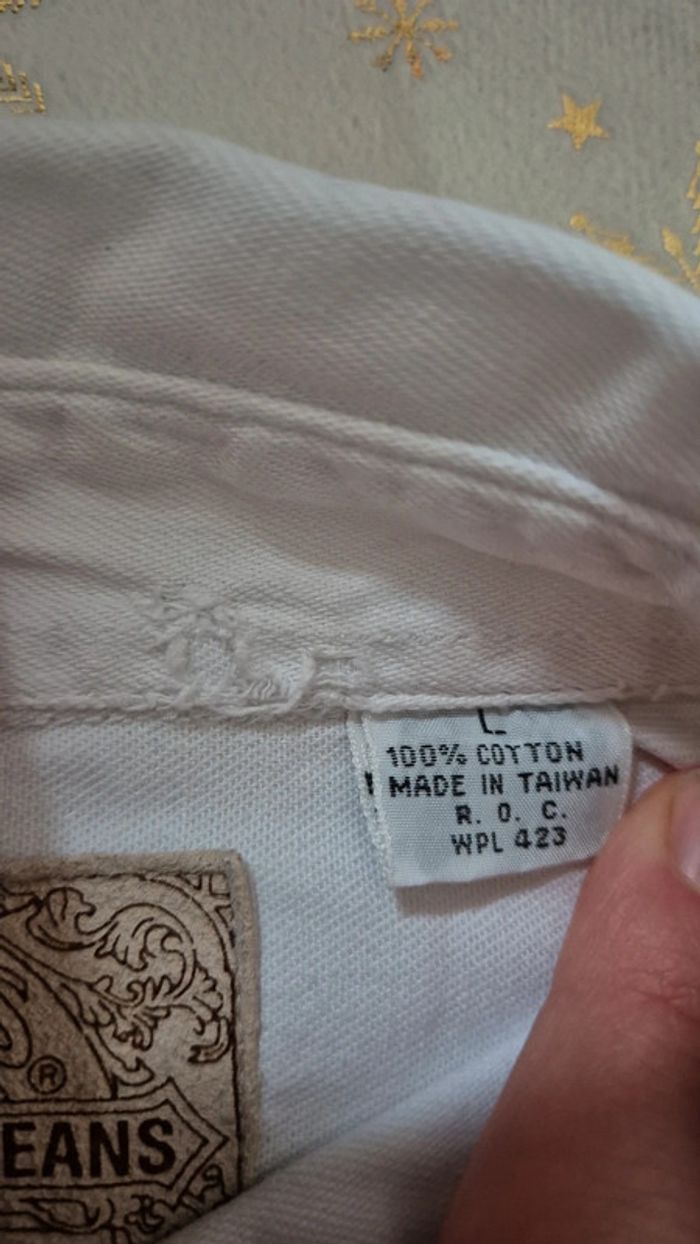 L
100% COTTON
MADE IN TAIWAN
R. O. C.
WPL 423
®
EANS